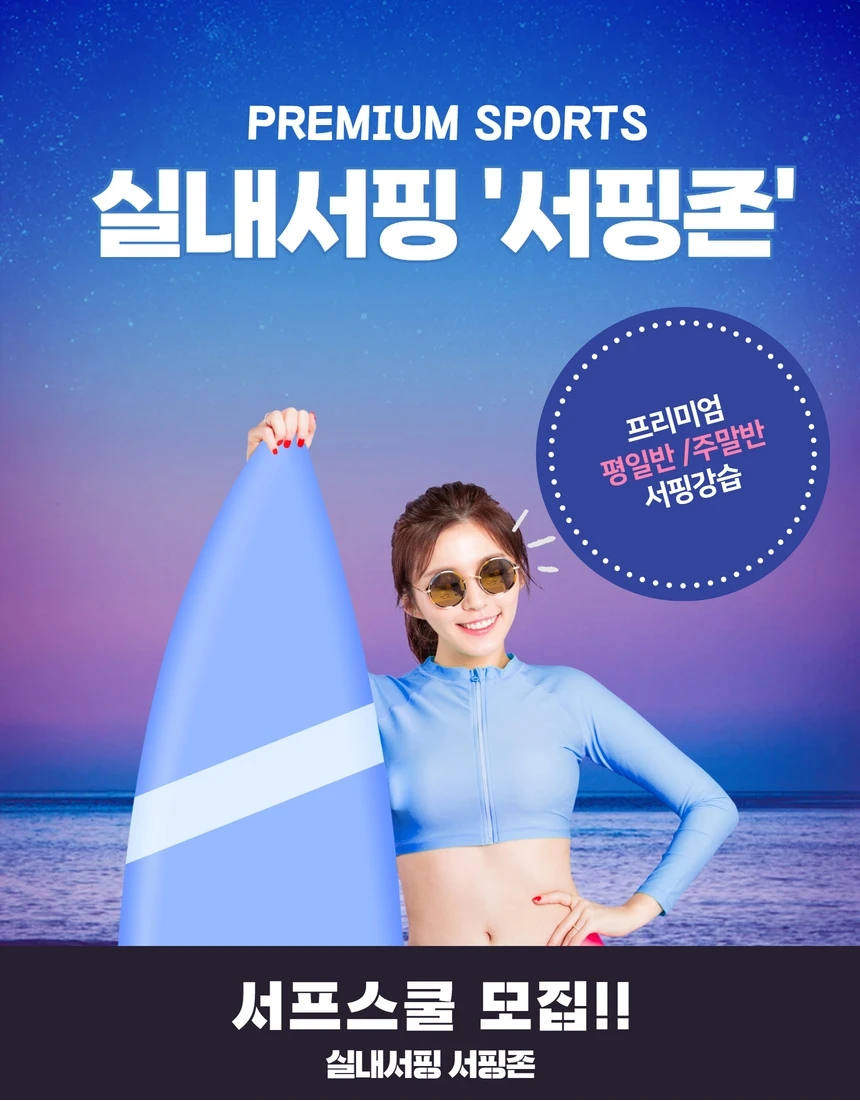 PREMIUM SPORTS
실내서핑 '서핑존'
프리미엄
평일반 /주말반
서핑강습
서프스쿨 모집!!
실내서핑 서핑존